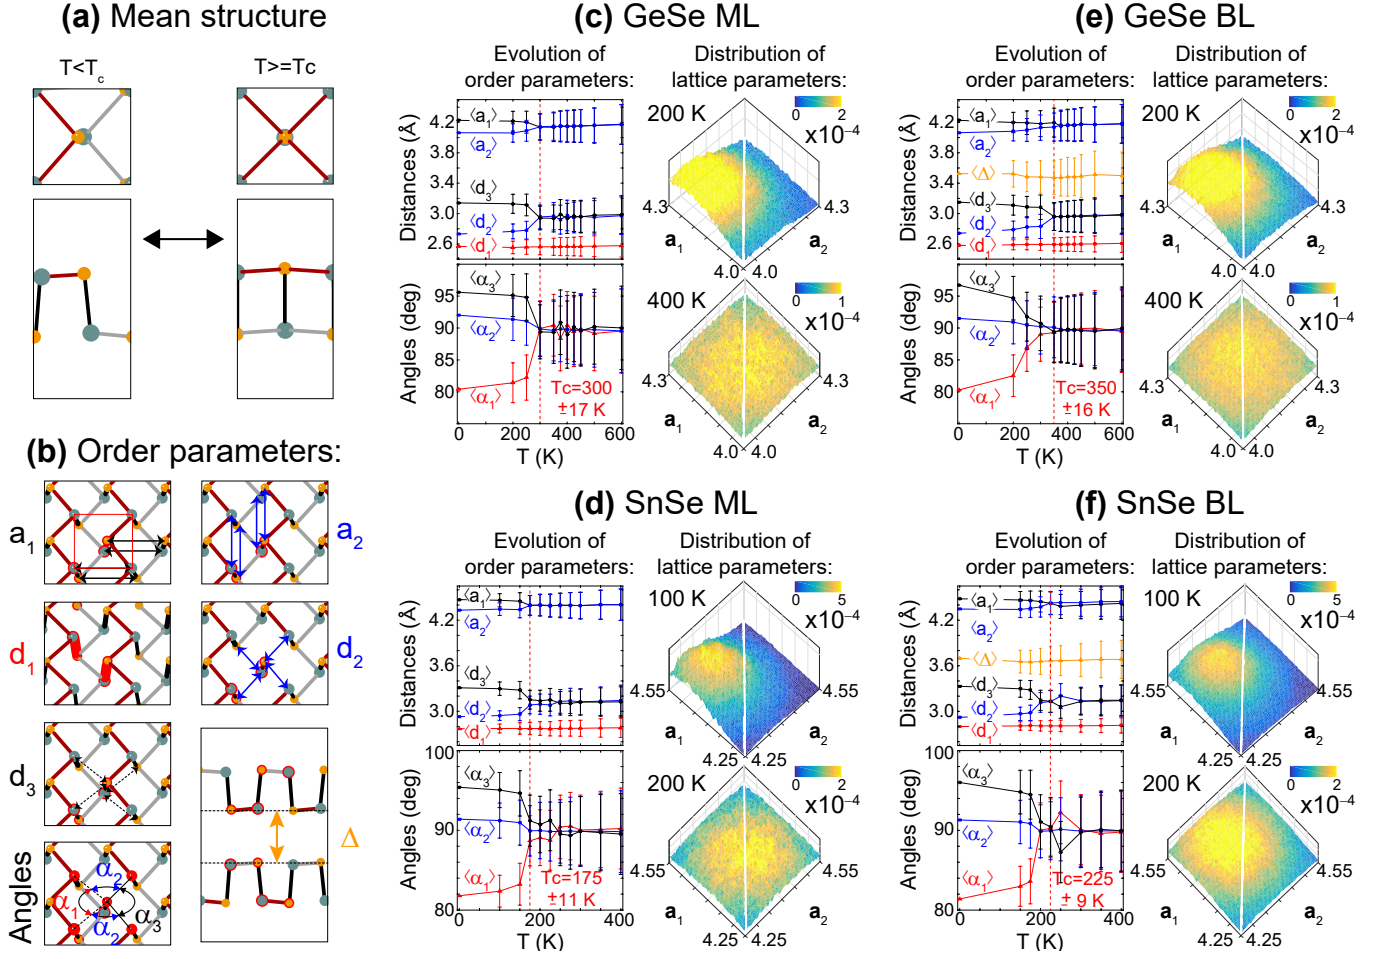 (a) Mean structure
T<Tc
T>=Tc
(b) Order parameters:
a1
a2
d1
d2
d3
Δ
Angles
α2
α1
α3
α2
(c) GeSe ML
Evolution of
order parameters:
Distribution of
lattice parameters:
Distances (Å)
4.2
3.8
3.4
3.0
2.6
⟨a1⟩
⟨a2⟩
⟨d3⟩
⟨d2⟩
⟨d1⟩
Angles (deg)
95
90
85
80
⟨α3⟩
⟨α2⟩
⟨α1⟩
Tc=300
±17 K
0 200 400 600
T (K)
200 K
0 2
x10⁻⁴
4.3 4.3
a1 a2
4.0 4.0
400 K
0 1
x10⁻⁴
4.3 4.3
a1 a2
4.0 4.0
(e) GeSe BL
Evolution of
order parameters:
Distribution of
lattice parameters:
Distances (Å)
4.2
3.8
3.4
3.0
2.6
⟨a1⟩
⟨a2⟩
⟨Δ⟩
⟨d3⟩
⟨d2⟩
⟨d1⟩
Angles (deg)
95
90
85
80
⟨α3⟩
⟨α2⟩
⟨α1⟩
Tc=350
±16 K
0 200 400 600
T (K)
200 K
0 2
x10⁻⁴
4.3 4.3
a1 a2
4.0 4.0
400 K
0 1
x10⁻⁴
4.3 4.3
a1 a2
4.0 4.0
(d) SnSe ML
Evolution of
order parameters:
Distribution of
lattice parameters:
Distances (Å)
4.2
3.6
3.0
⟨a1⟩
⟨a2⟩
⟨d3⟩
⟨d2⟩
⟨d1⟩
Angles (deg)
100
90
80
⟨α3⟩
⟨α2⟩
⟨α1⟩
Tc=175
±11 K
0 200 400
T (K)
100 K
0 5
x10⁻⁴
4.55 4.55
a1 a2
4.25 4.25
200 K
0 2
x10⁻⁴
4.55 4.55
a1 a2
4.25 4.25
(f) SnSe BL
Evolution of
order parameters:
Distribution of
lattice parameters:
Distances (Å)
4.2
3.6
3.0
⟨a1⟩
⟨a2⟩
⟨Δ⟩
⟨d3⟩
⟨d2⟩
⟨d1⟩
Angles (deg)
100
90
80
⟨α3⟩
⟨α2⟩
⟨α1⟩
Tc=225
± 9 K
0 200 400
T (K)
100 K
0 5
x10⁻⁴
4.55 4.55
a1 a2
4.25 4.25
200 K
0 2
x10⁻⁴
4.55 4.55
a1 a2
4.25 4.25